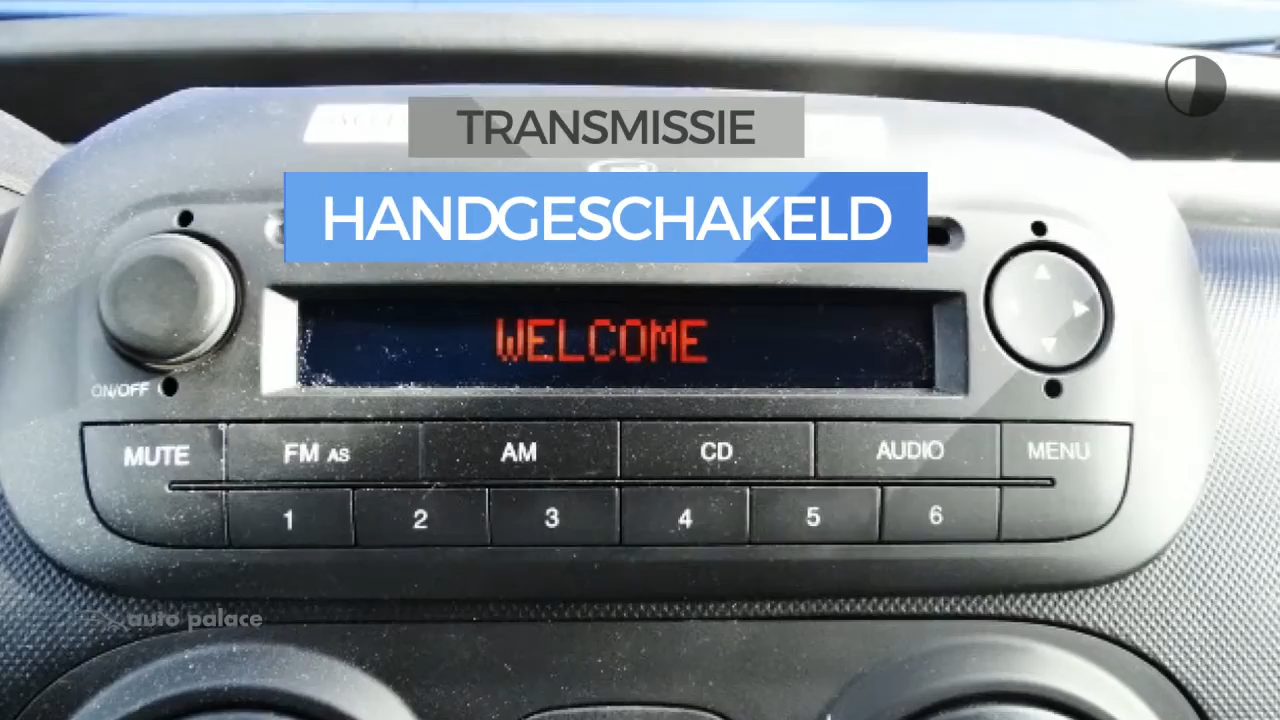 TRANSMISSIE
HANDGESCHAKELD
WELCOME
ON/OFF
MUTE FM AS AM CD AUDIO MENU
1 2 3 4 5 6
auto palace